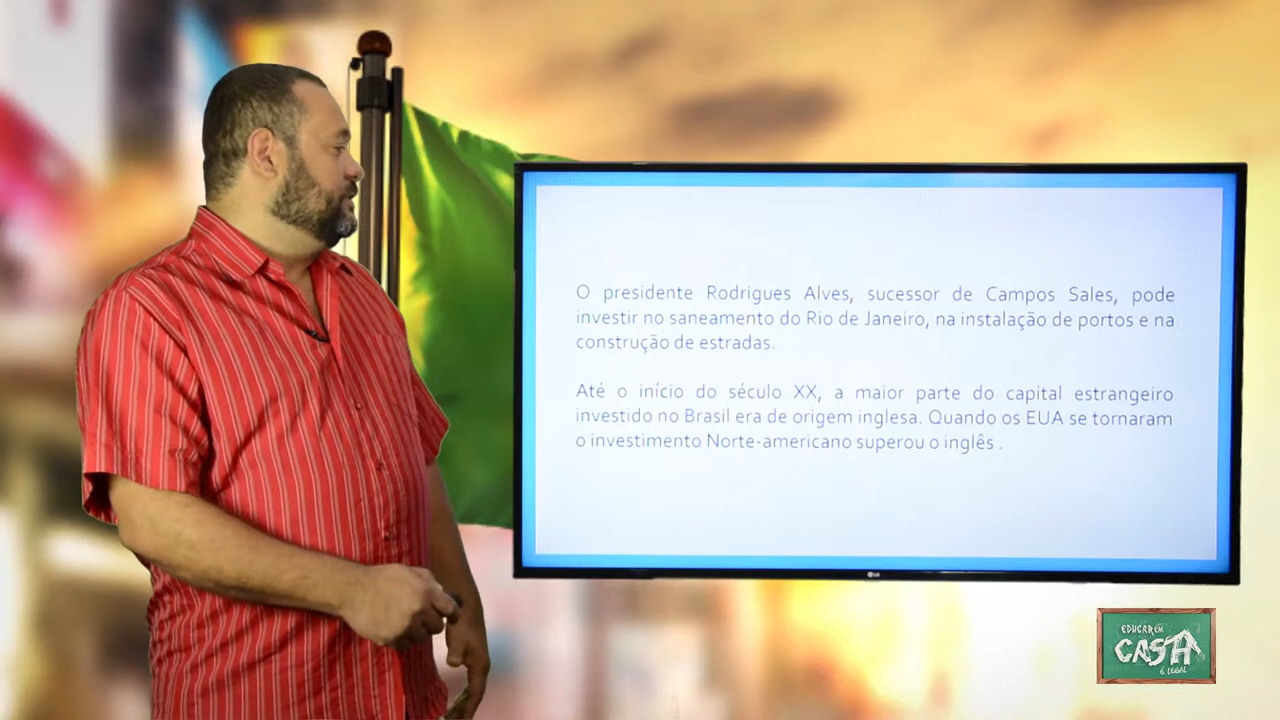 O presidente Rodrigues Alves, sucessor de Campos Sales, pode
investir no saneamento do Rio de Janeiro, na instalação de portos e na
construção de estradas.
Até o início do século XX, a maior parte do capital estrangeiro
investido no Brasil era de origem inglesa. Quando os EUA se tornaram
o investimento Norte-americano superou o inglês .
LG
EDUCAR EM
CASA
É LEGAL